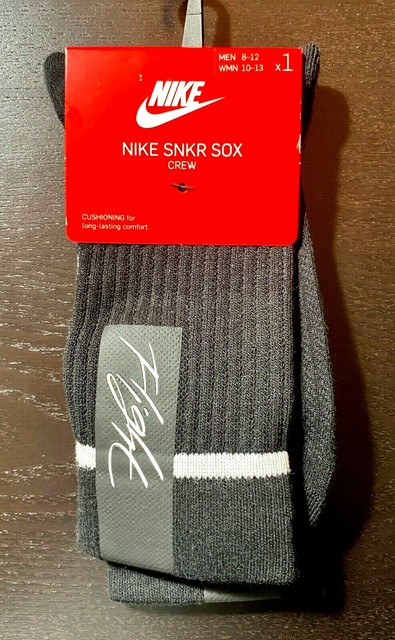 MEN 8-12
WMN 10-13
x1
NIKE
NIKE SNKR SOX
CREW
CUSHIONING for
long-lasting comfort.
Flight